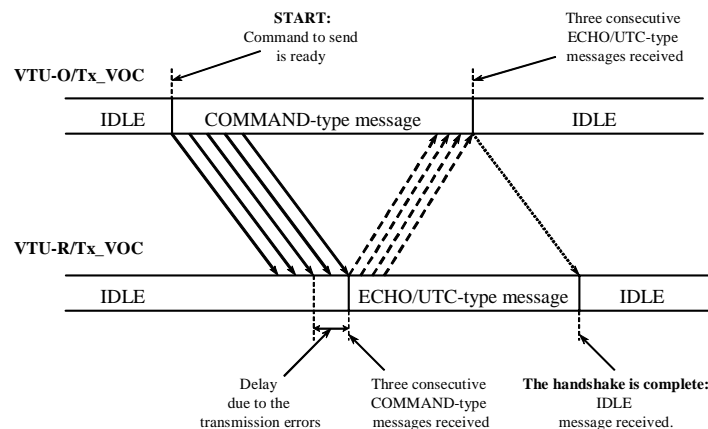 START:
Command to send
is ready
Three consecutive
ECHO/UTC-type
messages received
VTU-O/Tx_VOC
IDLE
COMMAND-type message
IDLE
VTU-R/Tx_VOC
IDLE
ECHO/UTC-type message
IDLE
Delay
due to the
transmission errors
Three consecutive
COMMAND-type
messages received
The handshake is complete:
IDLE
message received.